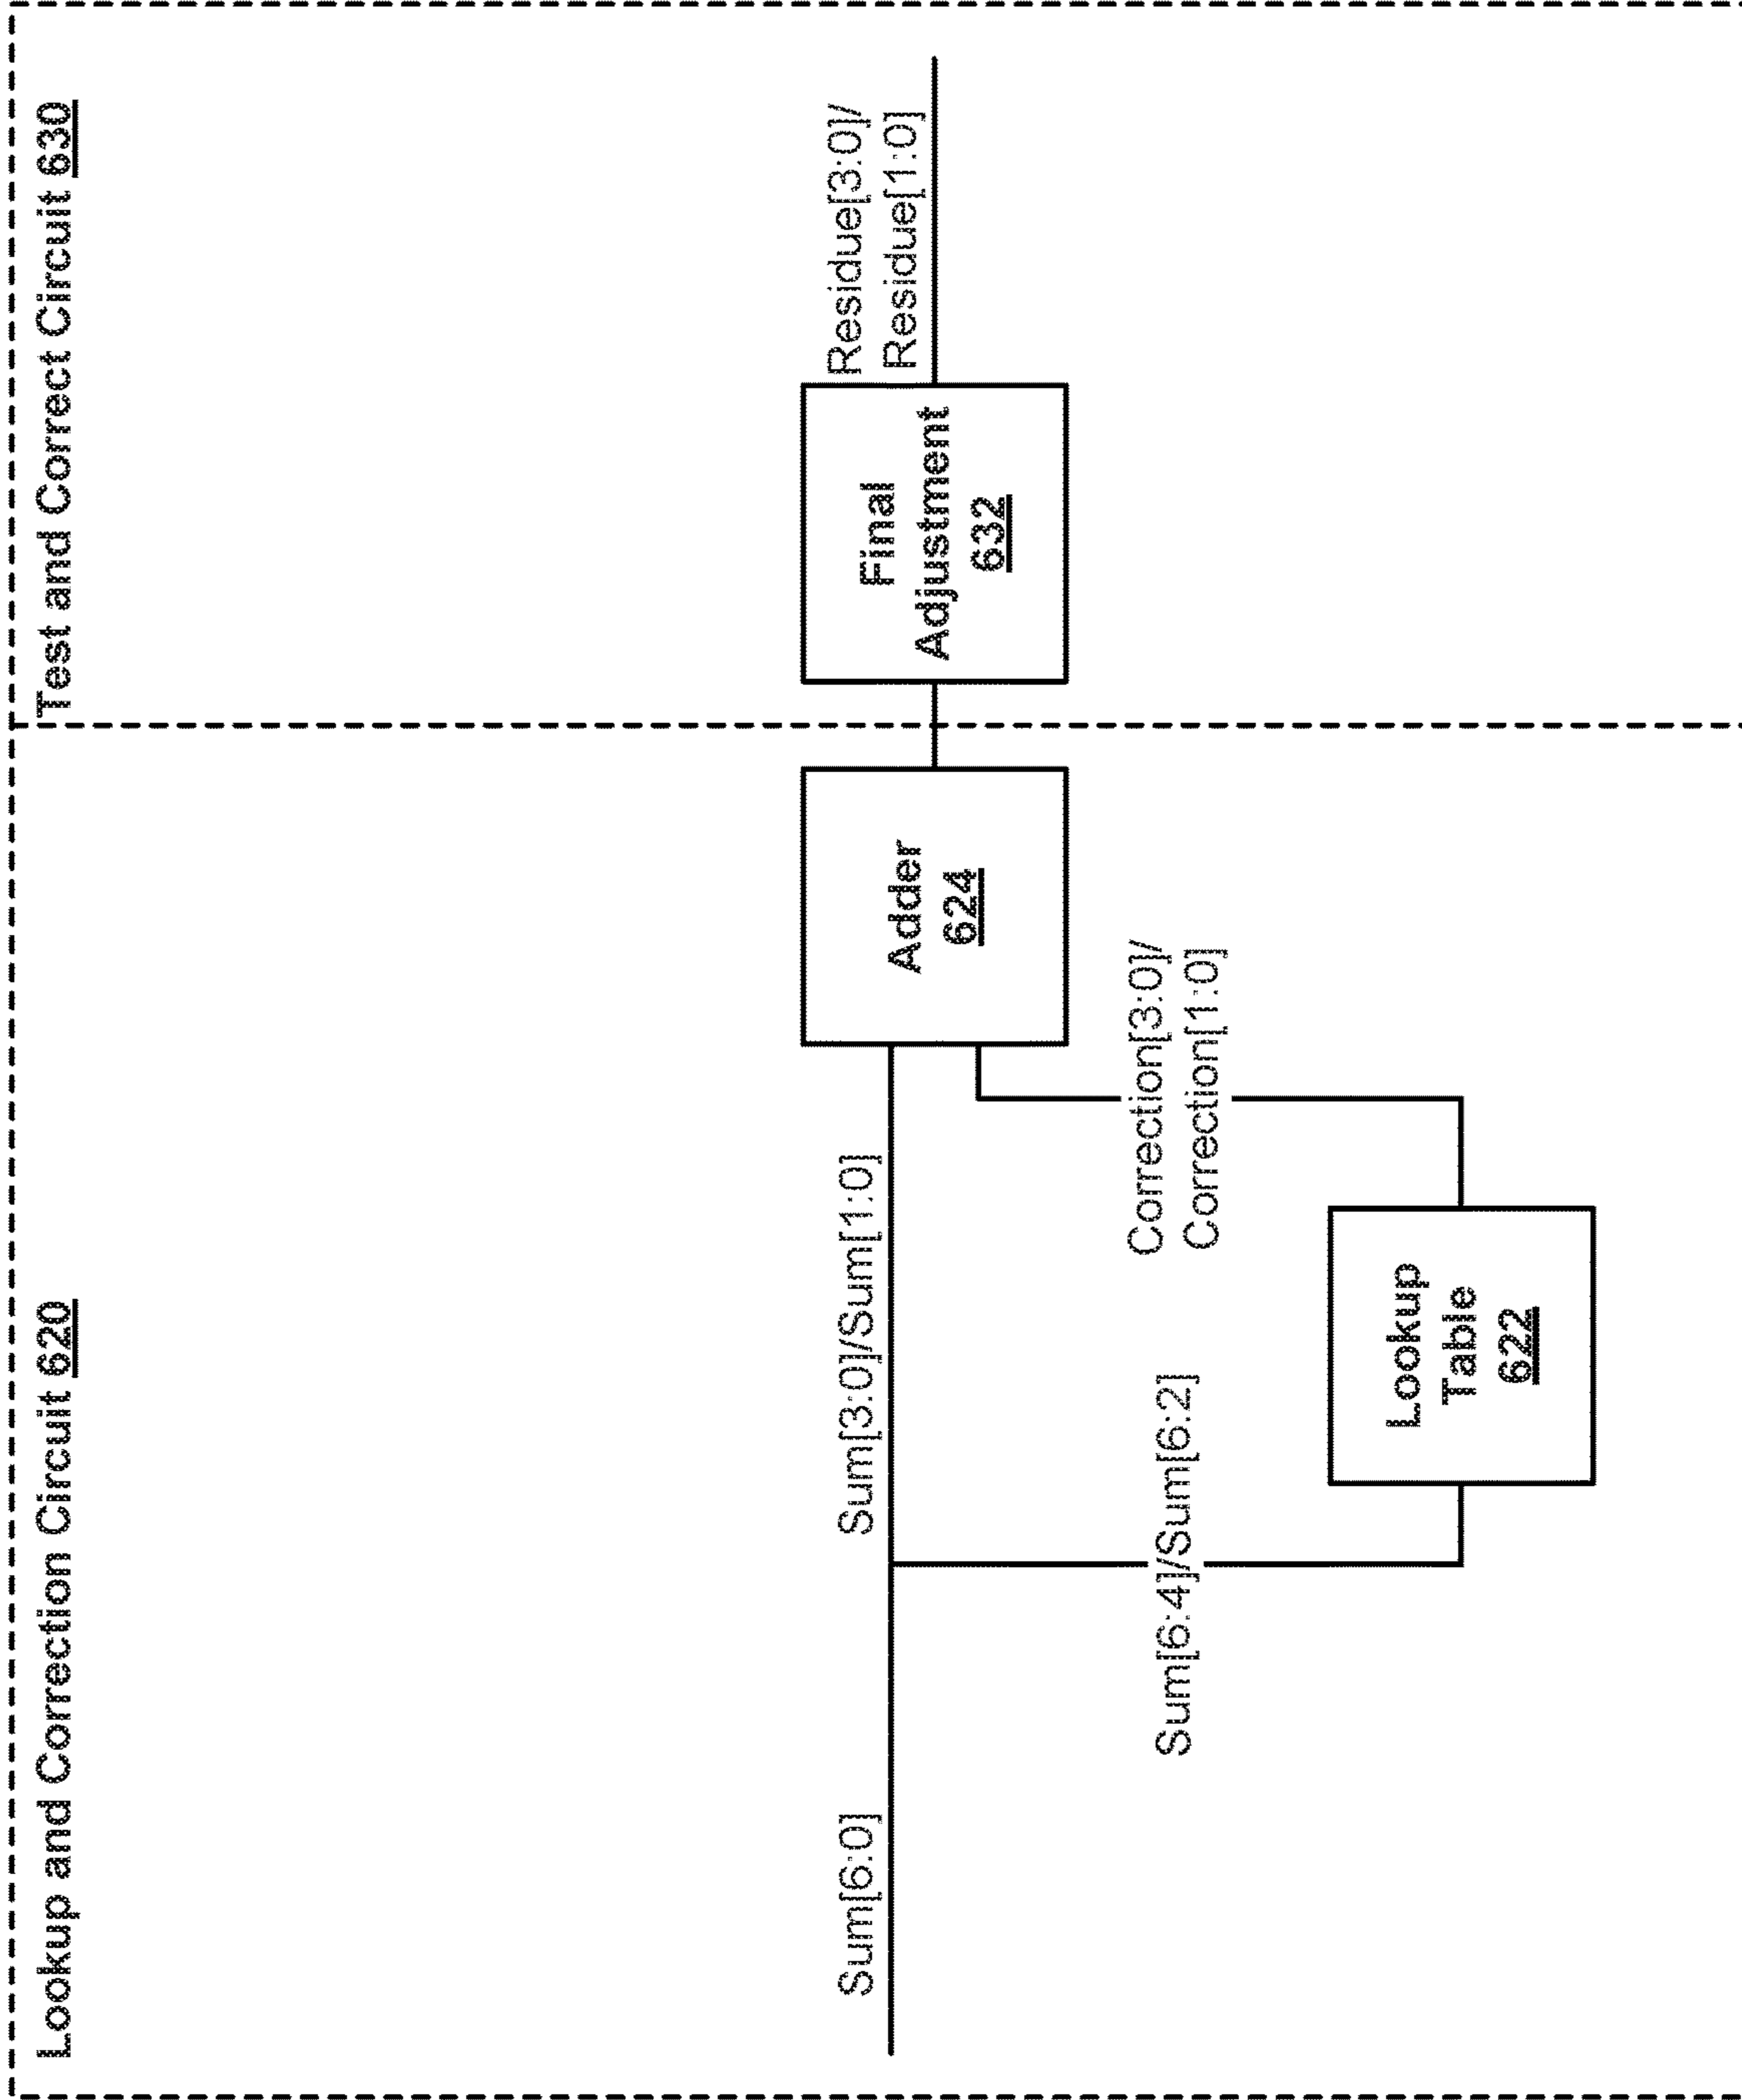 Lookup and Correction Circuit 620
Test and Correct Circuit 630
Sum[6:0]
Sum[3:0]/Sum[1:0]
Sum[6:4]/Sum[6:2]
Lookup
Table
622
Correction[3:0]/
Correction[1:0]
Adder
624
Final
Adjustment
632
Residue[3:0]/
Residue[1:0]